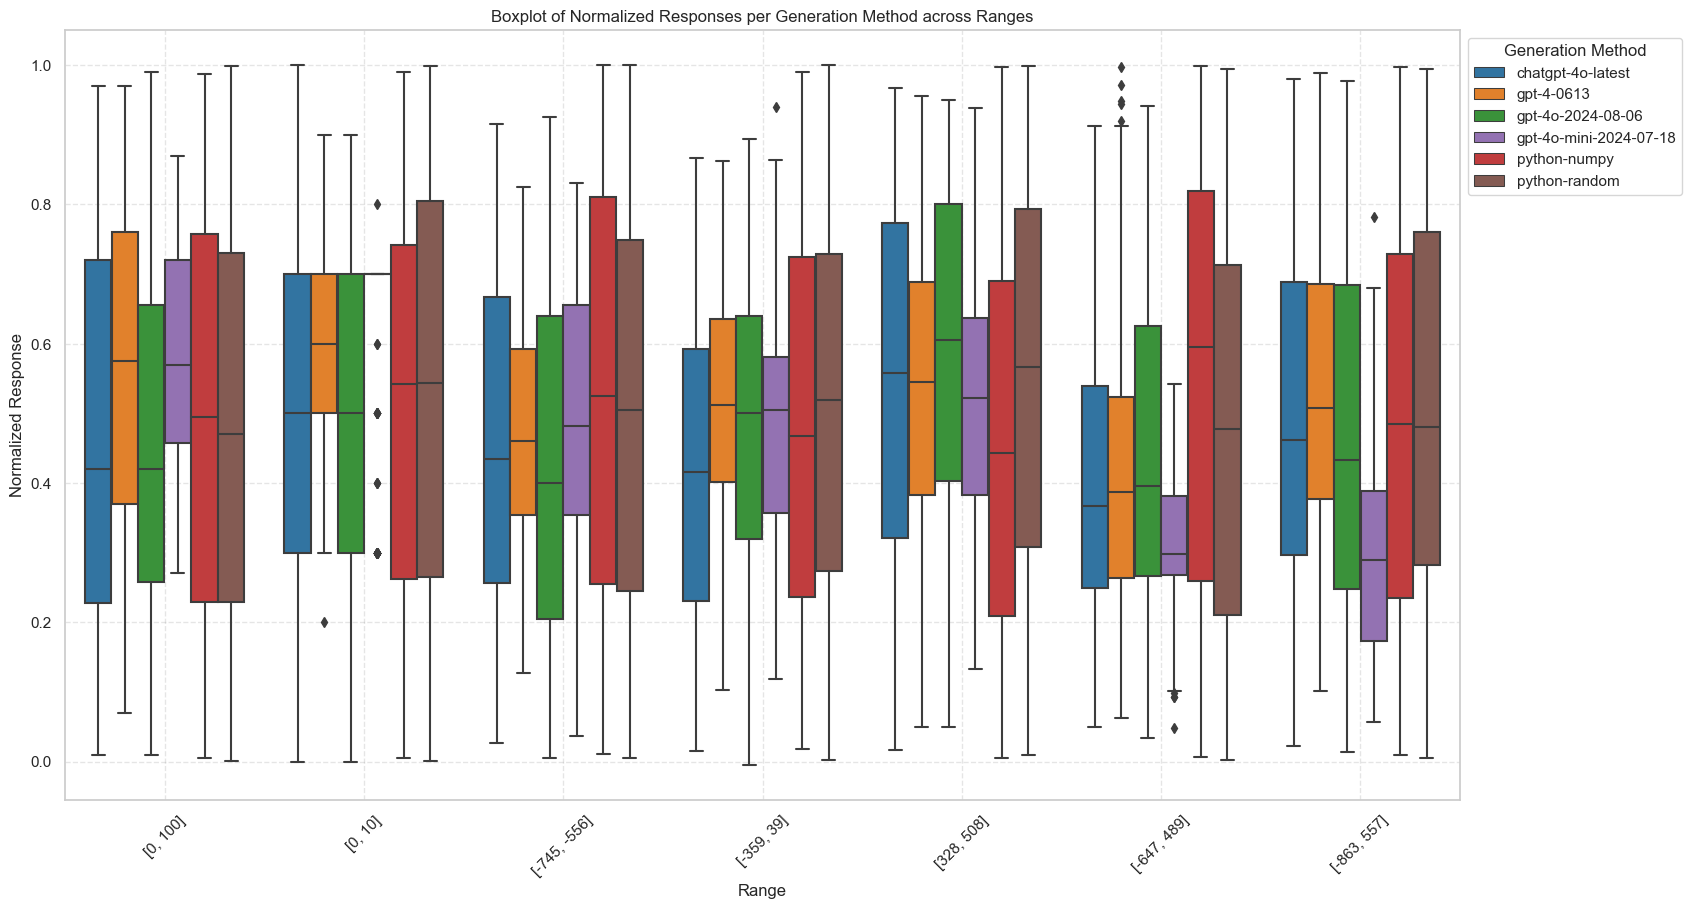 Boxplot of Normalized Responses per Generation Method across Ranges
Generation Method
chatgpt-4o-latest
gpt-4-0613
gpt-4o-2024-08-06
gpt-4o-mini-2024-07-18
python-numpy
python-random
Normalized Response
1.0
0.8
0.6
0.4
0.2
0.0
[0, 100]
[0, 10]
[-745, -556]
[-359, 39]
[328, 508]
[-647, 489]
[-863, 557]
Range